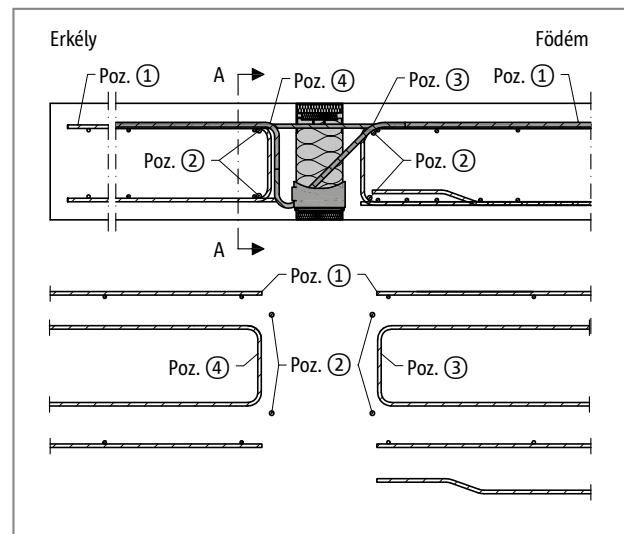 Erkély Födém
Poz. ① A Poz. ④ Poz. ③ Poz. ①
Poz. ② Poz. ②
A
Poz. ①
Poz. ④ Poz. ② Poz. ③